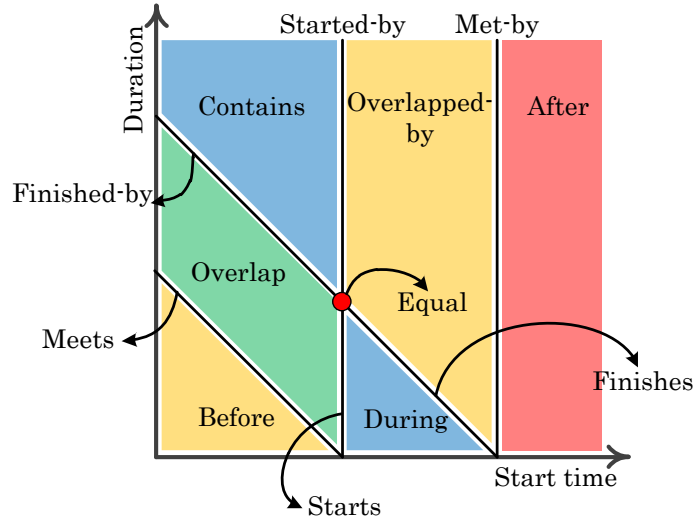 Started-by
Met-by
Duration
Contains
Overlapped-
by
After
Finished-by
Overlap
Equal
Meets
Finishes
Before
During
Start time
Starts